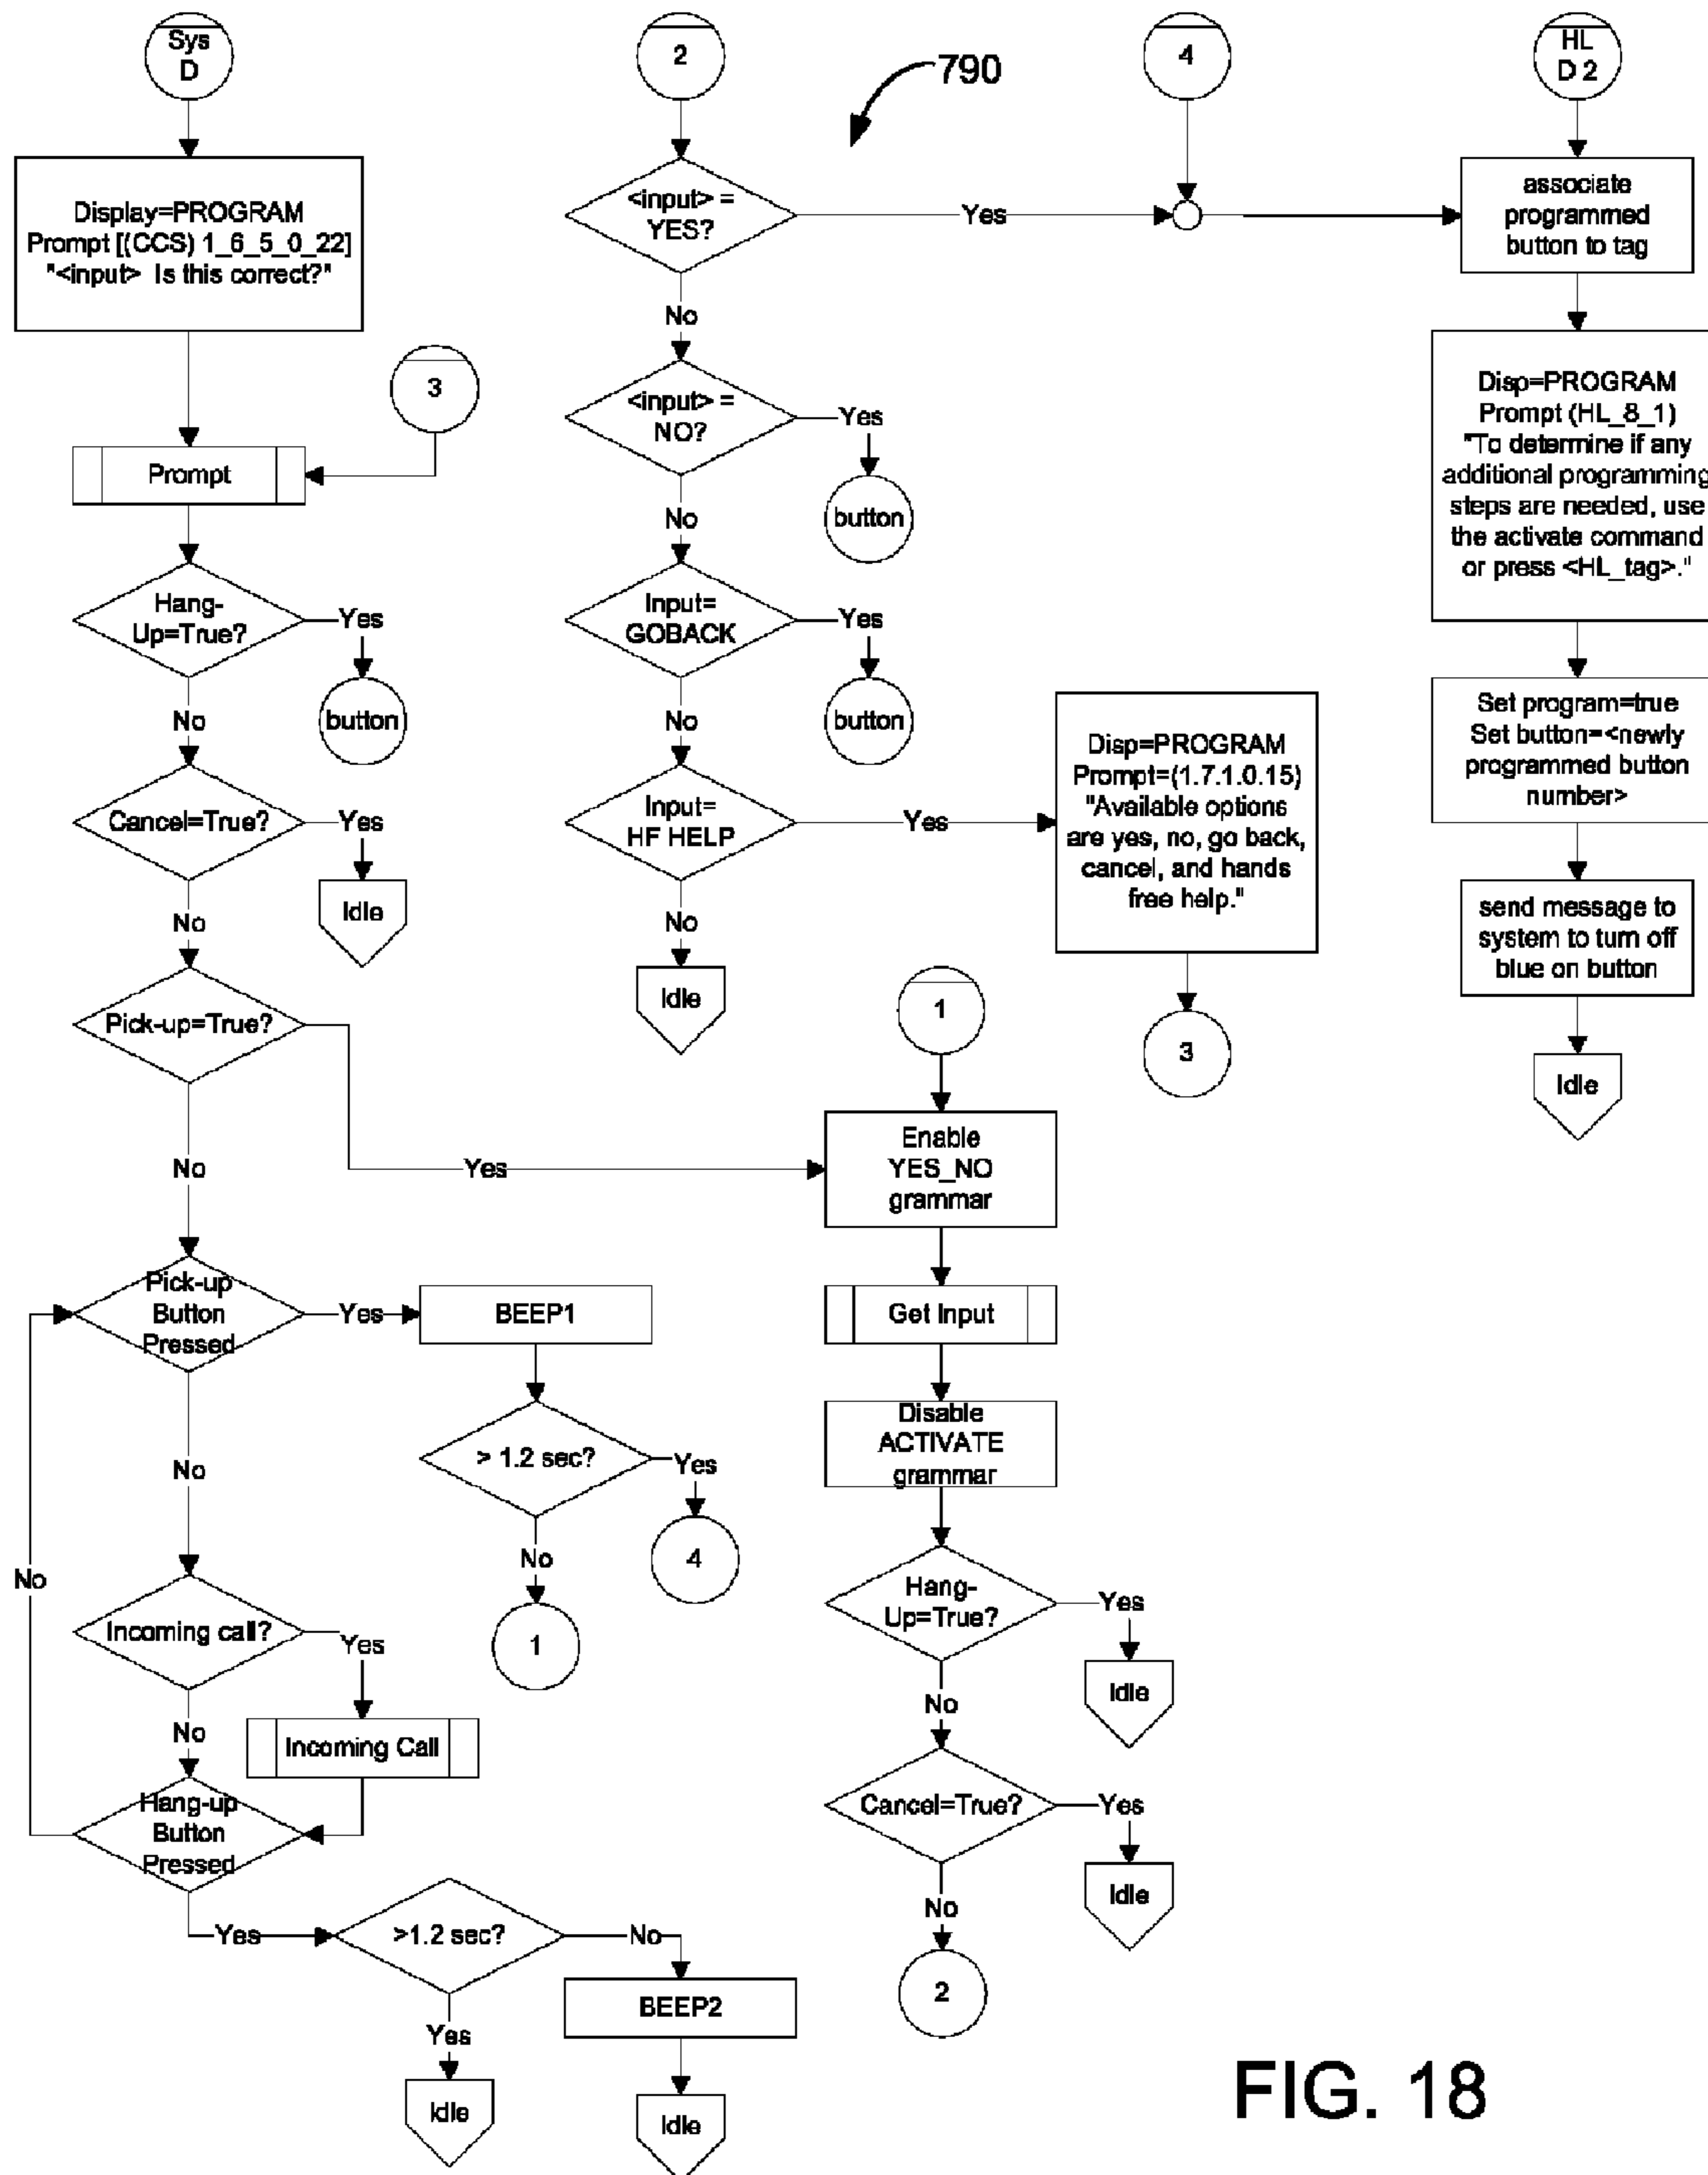 Sys
D
Display=PROGRAM
Prompt [(CCS) 1_6_5_0_22]
"<input> Is this correct?"
3
Prompt
Hang-
Up=True?
Yes
button
No
Cancel=True?
Yes
Idle
No
Pick-up=True?
Yes
No
Pick-up
Button
Pressed
Yes
BEEP1
> 1.2 sec?
Yes
4
No
1
No
Incoming call?
Yes
Incoming Call
No
Hang-up
Button
Pressed
No
Yes
>1.2 sec?
No
BEEP2
Idle
Yes
Idle
2
790
<input> =
YES?
Yes
No
<input> =
NO?
Yes
button
No
Input=
GOBACK
Yes
button
No
Input=
HF HELP
Yes
No
Idle
Disp=PROGRAM
Prompt=(1.7.1.0.15)
"Available options
are yes, no, go back,
cancel, and hands
free help."
3
1
Enable
YES_NO
grammar
Get Input
Disable
ACTIVATE
grammar
Hang-
Up=True?
Yes
Idle
No
Cancel=True?
Yes
Idle
No
2
4
HL
D 2
associate
programmed
button to tag
Disp=PROGRAM
Prompt (HL_8_1)
"To determine if any
additional programming
steps are needed, use
the activate command
or press <HL_tag>."
Set program=true
Set button=<newly
programmed button
number>
send message to
system to turn off
blue on button
Idle
FIG. 18